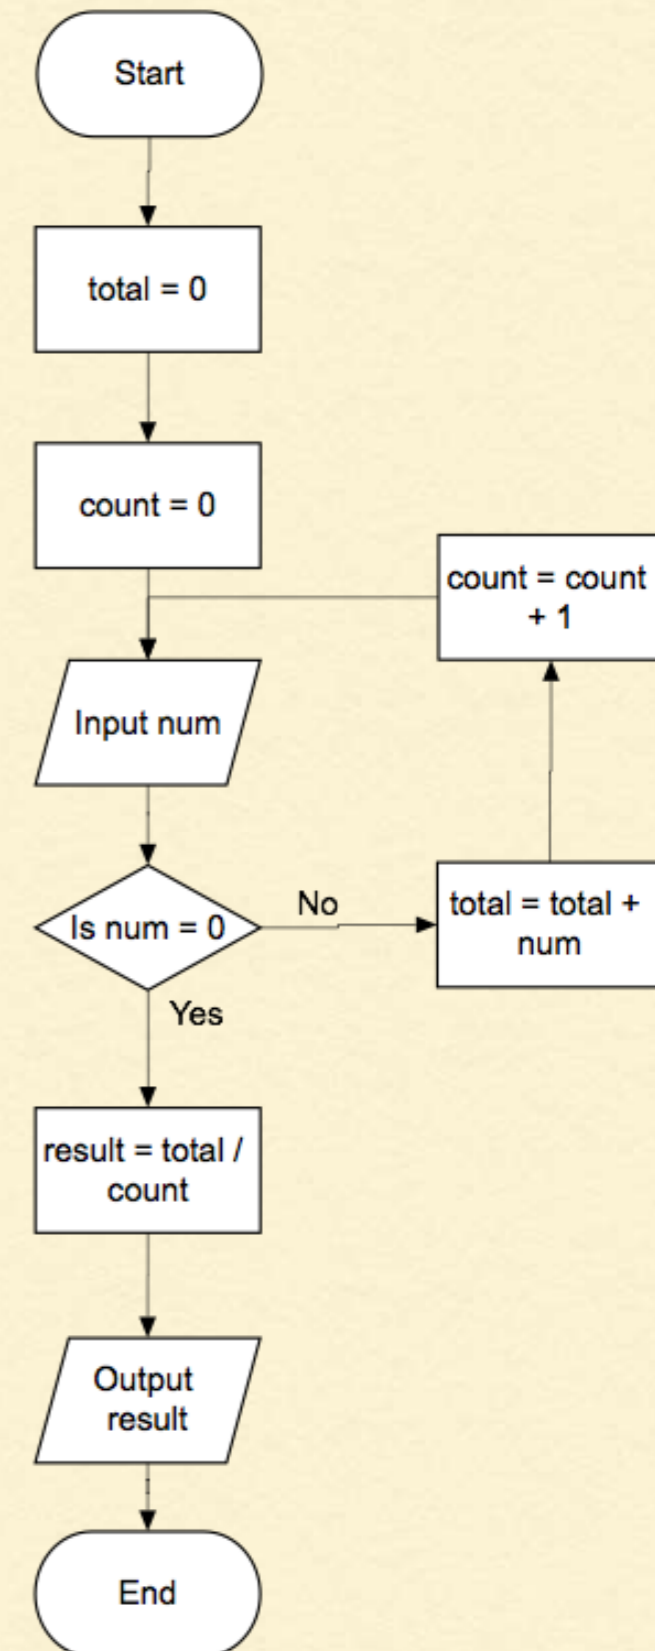 Start
total = 0
count = 0
count = count
+ 1
Input num
Is num = 0
No
total = total +
num
Yes
result = total /
count
Output
result
End